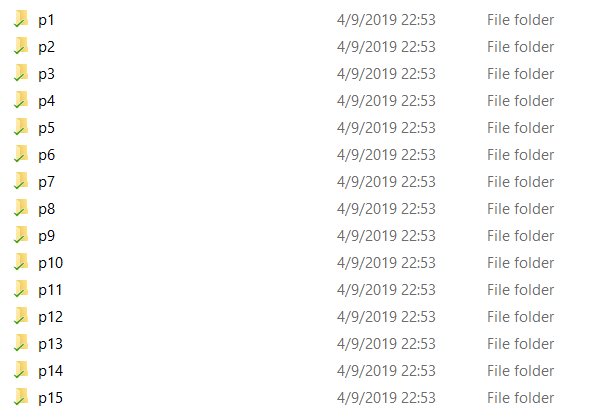 p1 4/9/2019 22:53 File folder
p2 4/9/2019 22:53 File folder
p3 4/9/2019 22:53 File folder
p4 4/9/2019 22:53 File folder
p5 4/9/2019 22:53 File folder
p6 4/9/2019 22:53 File folder
p7 4/9/2019 22:53 File folder
p8 4/9/2019 22:53 File folder
p9 4/9/2019 22:53 File folder
p10 4/9/2019 22:53 File folder
p11 4/9/2019 22:53 File folder
p12 4/9/2019 22:53 File folder
p13 4/9/2019 22:53 File folder
p14 4/9/2019 22:53 File folder
p15 4/9/2019 22:53 File folder